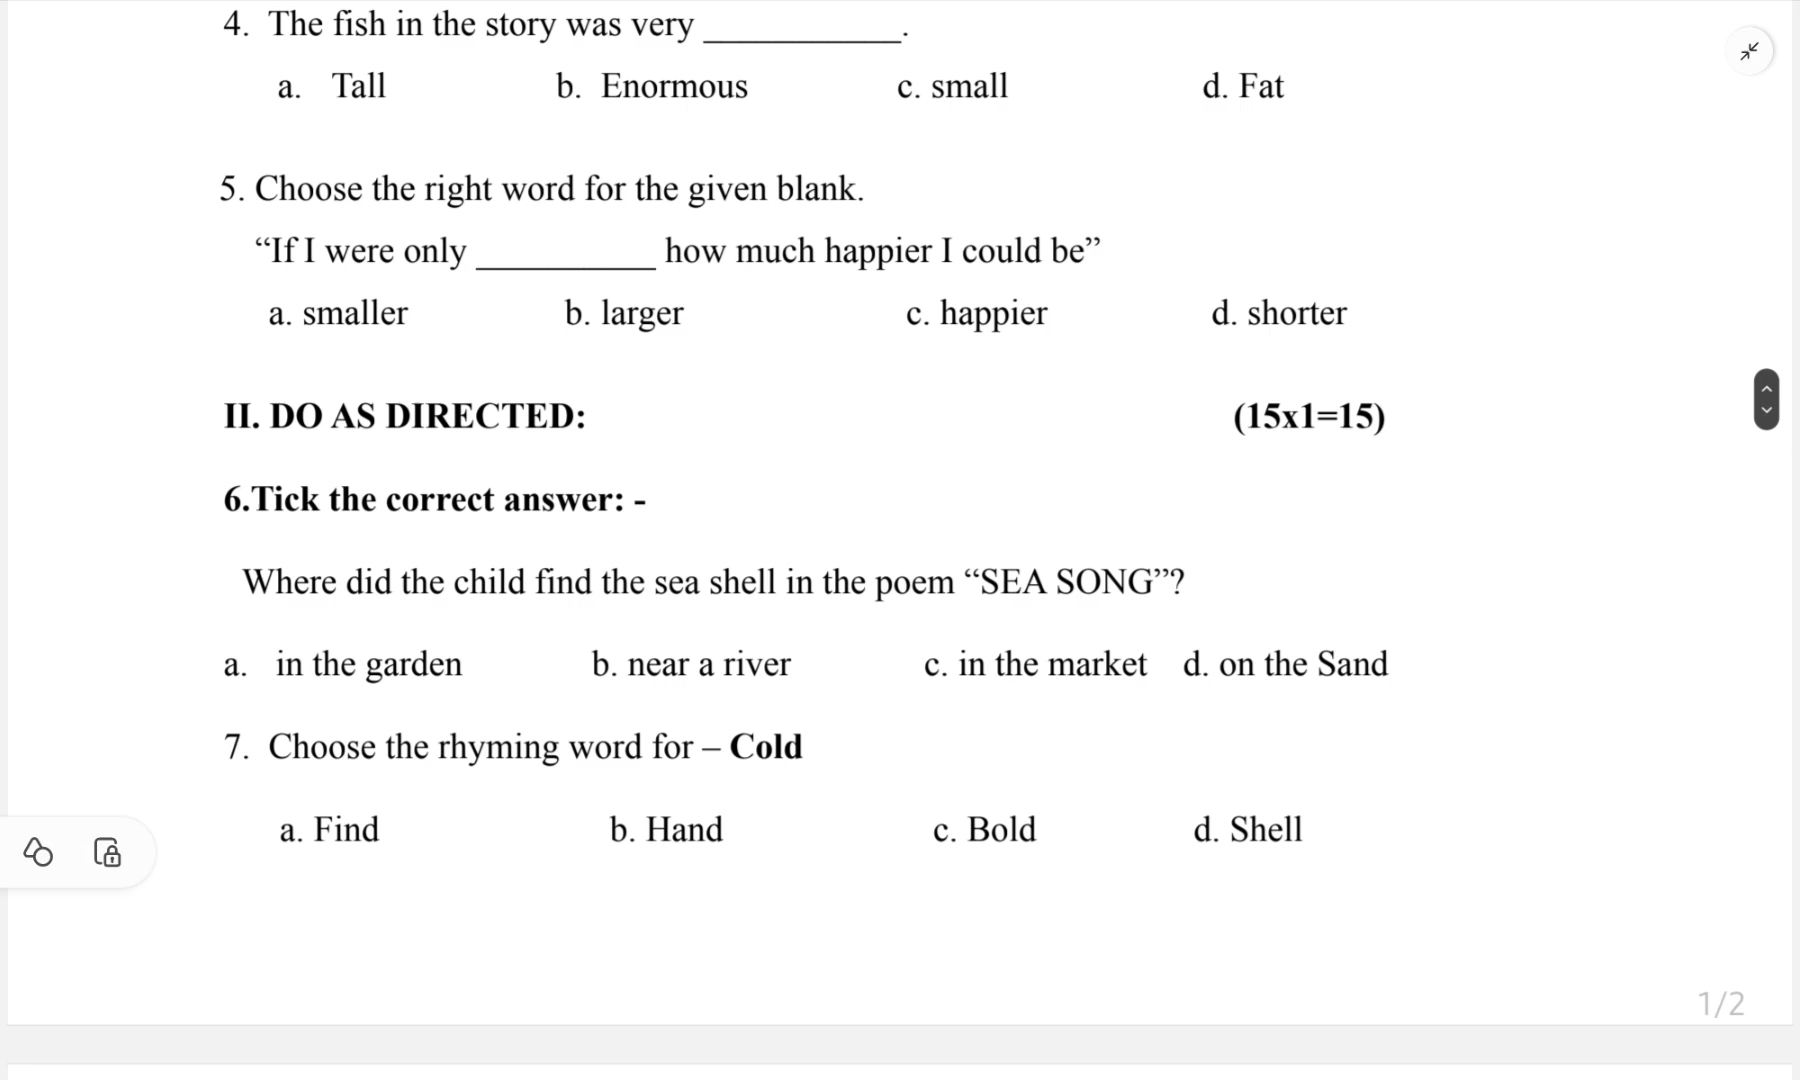 4. The fish in the story was very ___________.
a. Tall b. Enormous c. small d. Fat
5. Choose the right word for the given blank.
“If I were only __________ how much happier I could be”
a. smaller b. larger c. happier d. shorter
II. DO AS DIRECTED: (15x1=15)
6.Tick the correct answer: -
Where did the child find the sea shell in the poem “SEA SONG”?
a. in the garden b. near a river c. in the market d. on the Sand
7. Choose the rhyming word for – Cold
a. Find b. Hand c. Bold d. Shell
1/2